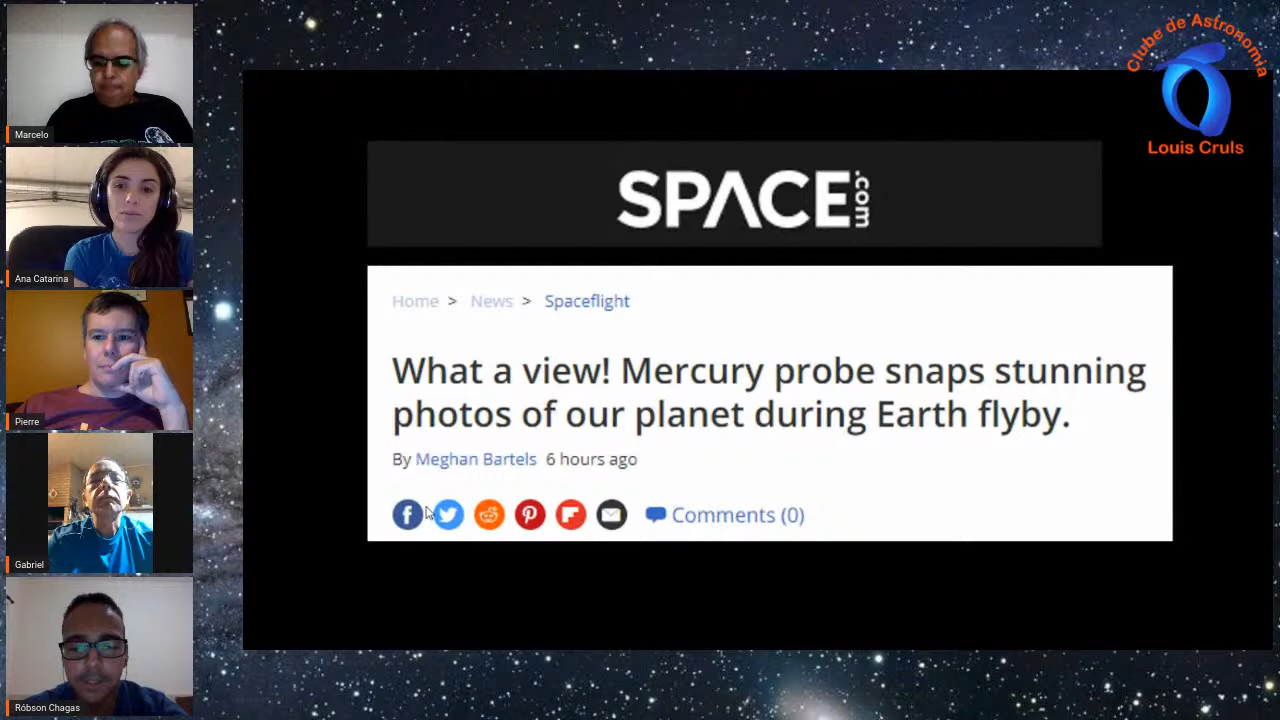 Marcelo
Ana Catarina
Pierre
Gabriel
Róbson Chagas
Clube de Astronomia
Louis Cruls
SPACE.com
Home > News > Spaceflight
What a view! Mercury probe snaps stunning
photos of our planet during Earth flyby.
By Meghan Bartels 6 hours ago
Comments (0)